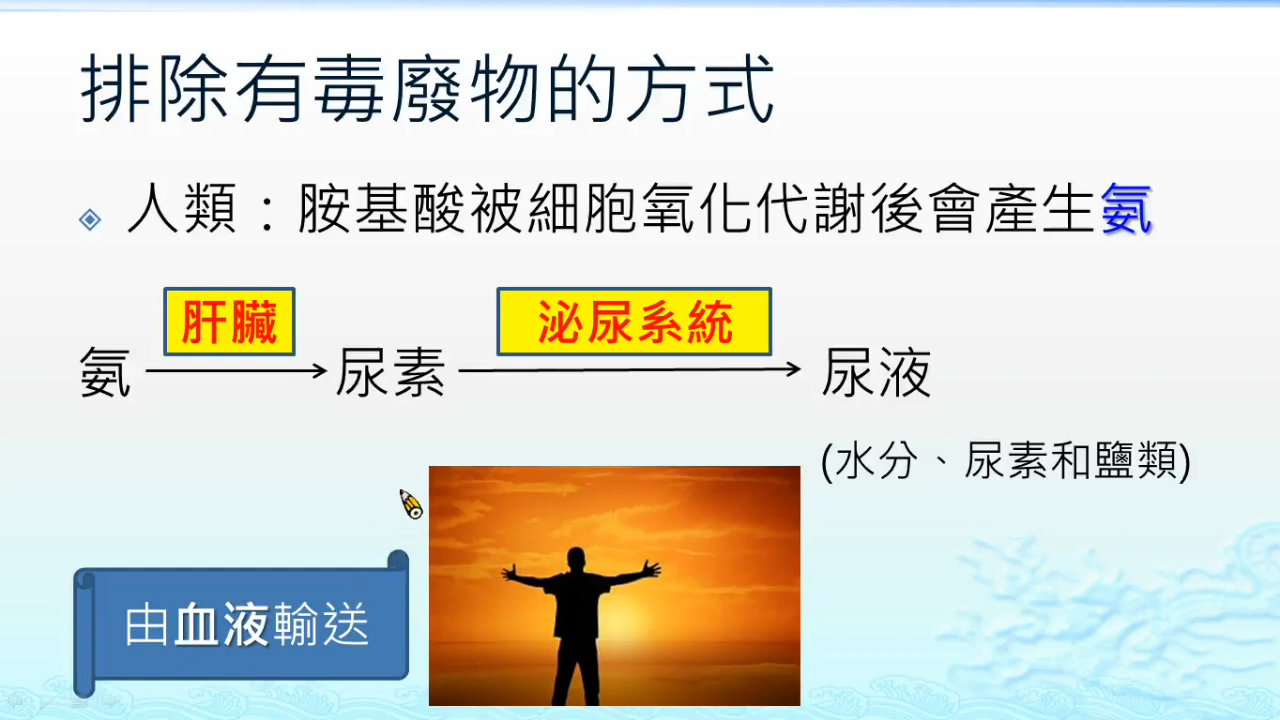 排除有毒廢物的方式
人類：胺基酸被細胞氧化代謝後會產生氨
肝臟 泌尿系統
氨 尿素 尿液
(水分、尿素和鹽類)
由血液輸送